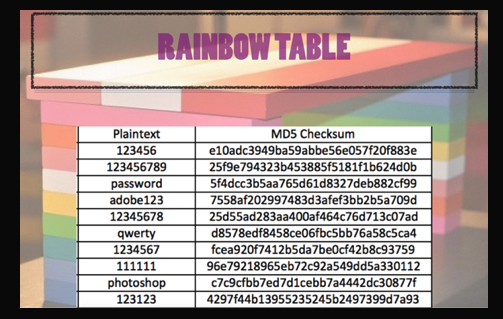 RAINBOW TABLE
Plaintext MD5 Checksum
123456 e10adc3949ba59abbe56e057f20f883e
123456789 25f9e794323b453885f5181f1b624d0b
password 5f4dcc3b5aa765d61d8327deb882cf99
adobe123 7558af202997483d3afef3bb2b5a709d
12345678 25d55ad283aa400af464c76d713c07ad
qwerty d8578edf8458ce06fbc5bb76a58c5ca4
1234567 fcea920f7412b5da7be0cf42b8c93759
111111 96e79218965eb72c92a549dd5a330112
photoshop c7c9cfbb7ed7d1cebb7a4442dc30877f
123123 4297f44b13955235245b2497399d7a93